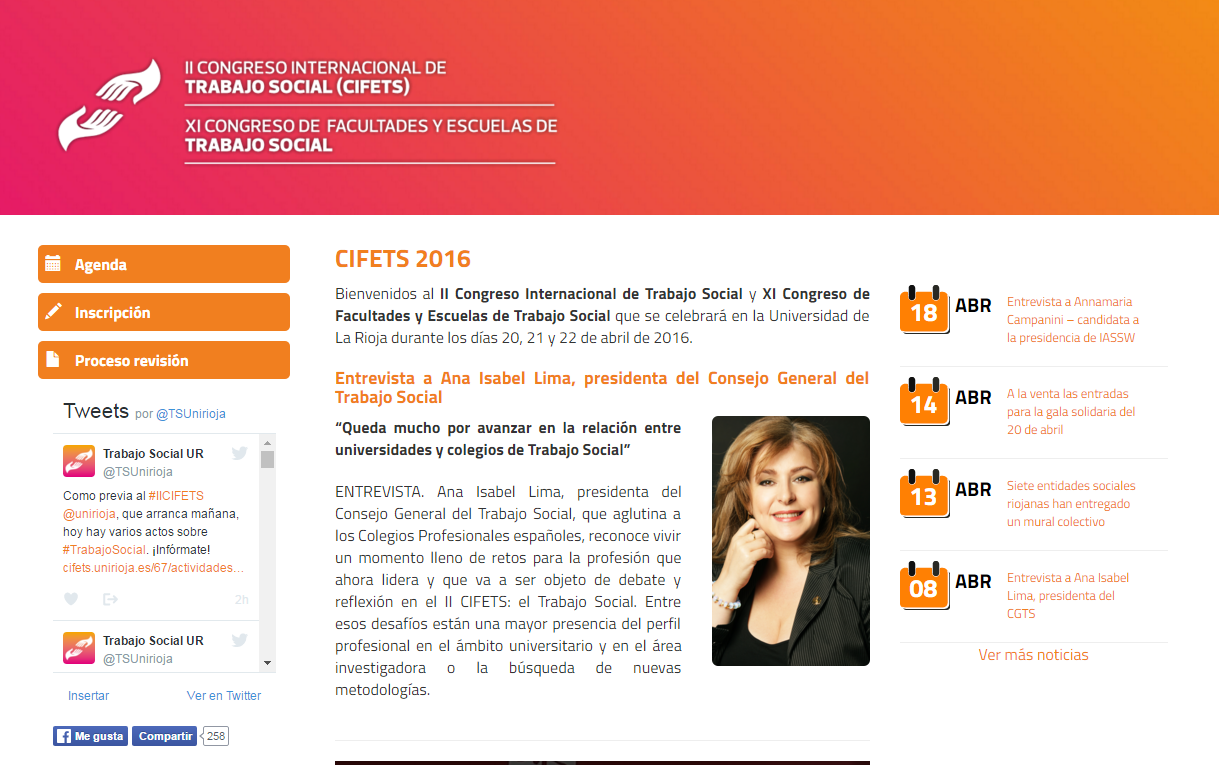 II CONGRESO INTERNACIONAL DE
TRABAJO SOCIAL (CIFETS)
XI CONGRESO DE FACULTADES Y ESCUELAS DE
TRABAJO SOCIAL
Agenda
Inscripción
Proceso revisión
Tweets por @TSUnirioja
Trabajo Social UR
@TSUnirioja
Como previa al #IICIFETS
@unirioja, que arranca mañana,
hoy hay varios actos sobre
#TrabajoSocial. ¡Infórmate!
cifets.unirioja.es/67/actividades…
2h
Trabajo Social UR
@TSUnirioja
Insertar
Ver en Twitter
Me gusta
Compartir
258
CIFETS 2016
Bienvenidos al II Congreso Internacional de Trabajo Social y XI Congreso de
Facultades y Escuelas de Trabajo Social que se celebrará en la Universidad de
La Rioja durante los días 20, 21 y 22 de abril de 2016.
Entrevista a Ana Isabel Lima, presidenta del Consejo General del
Trabajo Social
“Queda mucho por avanzar en la relación entre
universidades y colegios de Trabajo Social”
ENTREVISTA. Ana Isabel Lima, presidenta del
Consejo General del Trabajo Social, que aglutina a
los Colegios Profesionales españoles, reconoce vivir
un momento lleno de retos para la profesión que
ahora lidera y que va a ser objeto de debate y
reflexión en el II CIFETS: el Trabajo Social. Entre
esos desafíos están una mayor presencia del perfil
profesional en el ámbito universitario y en el área
investigadora o la búsqueda de nuevas
metodologías.
18 ABR
Entrevista a Annamaria
Campanini – candidata a
la presidencia de IASSW
14 ABR
A la venta las entradas
para la gala solidaria del
20 de abril
13 ABR
Siete entidades sociales
riojanas han entregado
un mural colectivo
08 ABR
Entrevista a Ana Isabel
Lima, presidenta del
CGTS
Ver más noticias